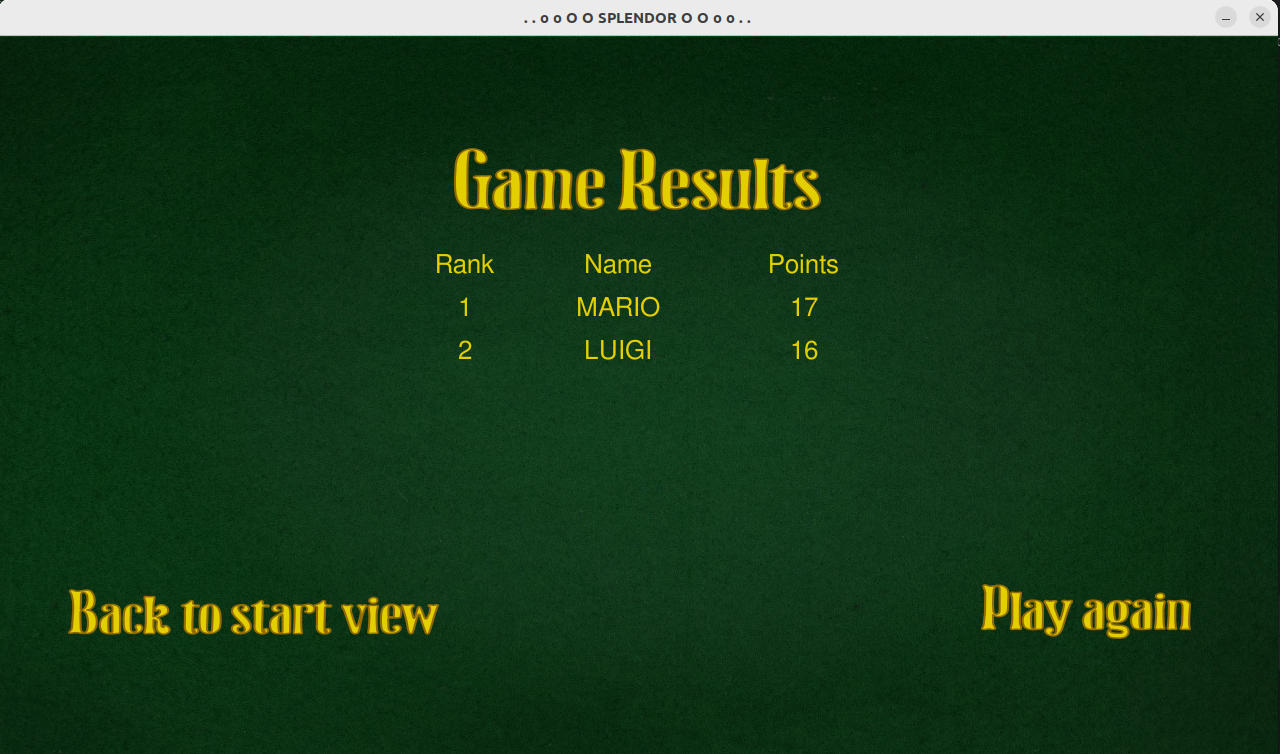 . . o o O O SPLENDOR O O o o . .
Game Results
Rank Name Points
1 MARIO 17
2 LUIGI 16
Back to start view Play again